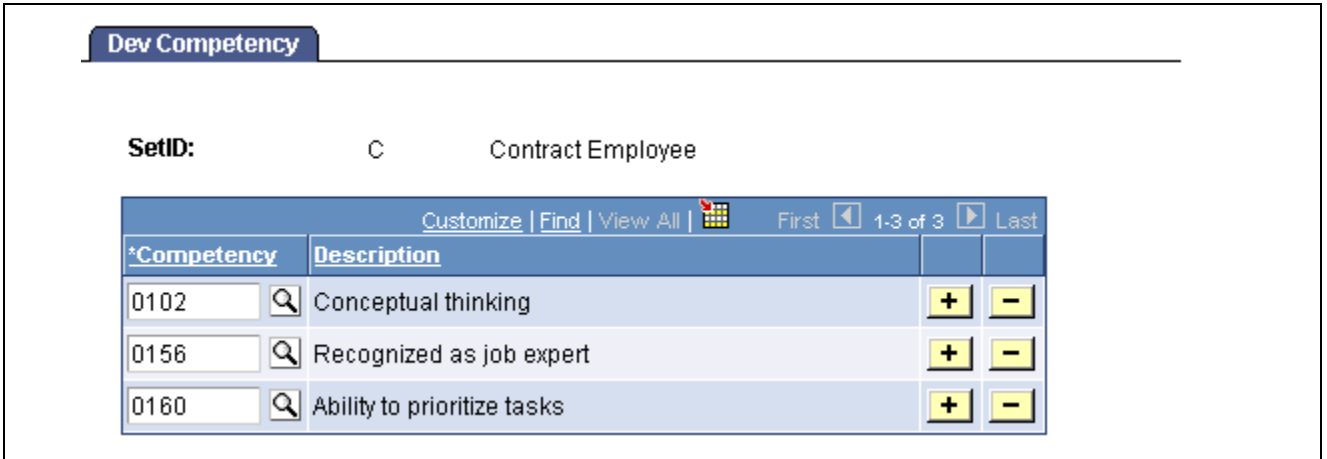 Dev Competency
SetID: C Contract Employee
Customize | Find | View All | First 1-3 of 3 Last
*Competency Description
0102 Conceptual thinking + −
0156 Recognized as job expert + −
0160 Ability to prioritize tasks + −